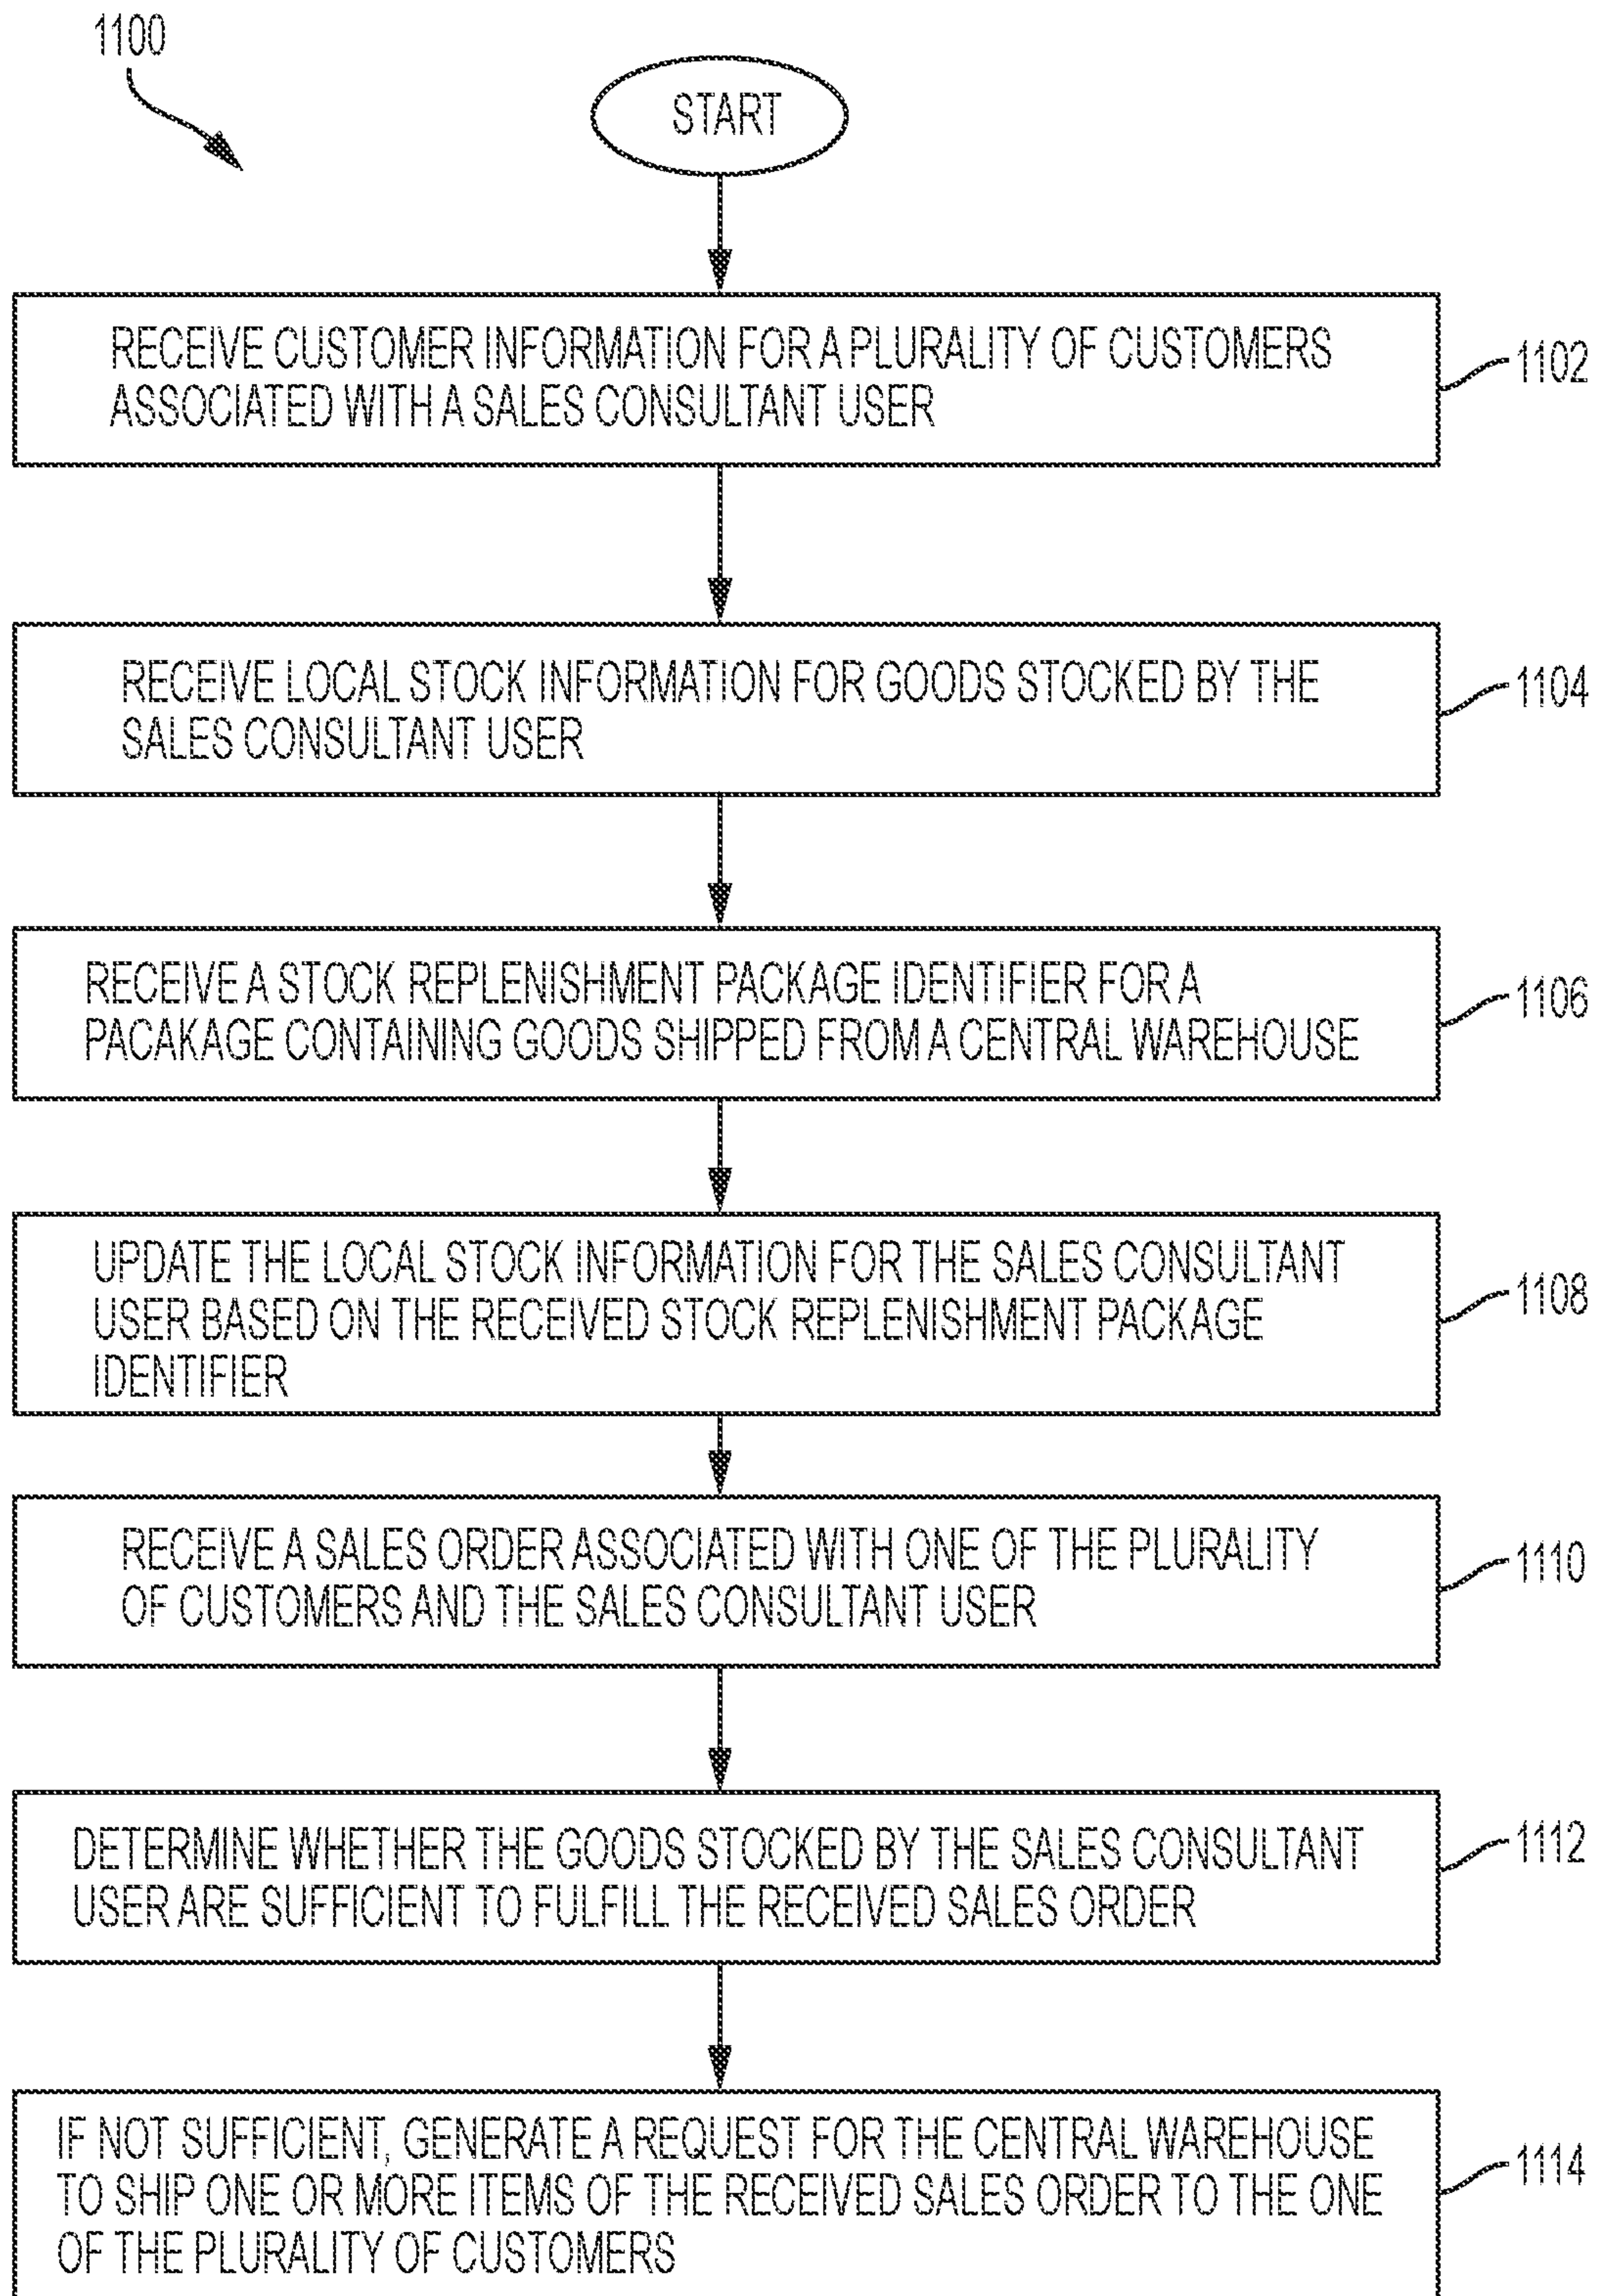 1100
START
RECEIVE CUSTOMER INFORMATION FOR A PLURALITY OF CUSTOMERS
ASSOCIATED WITH A SALES CONSULTANT USER
1102
RECEIVE LOCAL STOCK INFORMATION FOR GOODS STOCKED BY THE
SALES CONSULTANT USER
1104
RECEIVE A STOCK REPLENISHMENT PACKAGE IDENTIFIER FOR A
PACAKAGE CONTAINING GOODS SHIPPED FROM A CENTRAL WAREHOUSE
1106
UPDATE THE LOCAL STOCK INFORMATION FOR THE SALES CONSULTANT
USER BASED ON THE RECEIVED STOCK REPLENISHMENT PACKAGE
IDENTIFIER
1108
RECEIVE A SALES ORDER ASSOCIATED WITH ONE OF THE PLURALITY
OF CUSTOMERS AND THE SALES CONSULTANT USER
1110
DETERMINE WHETHER THE GOODS STOCKED BY THE SALES CONSULTANT
USER ARE SUFFICIENT TO FULFILL THE RECEIVED SALES ORDER
1112
IF NOT SUFFICIENT, GENERATE A REQUEST FOR THE CENTRAL WAREHOUSE
TO SHIP ONE OR MORE ITEMS OF THE RECEIVED SALES ORDER TO THE ONE
OF THE PLURALITY OF CUSTOMERS
1114